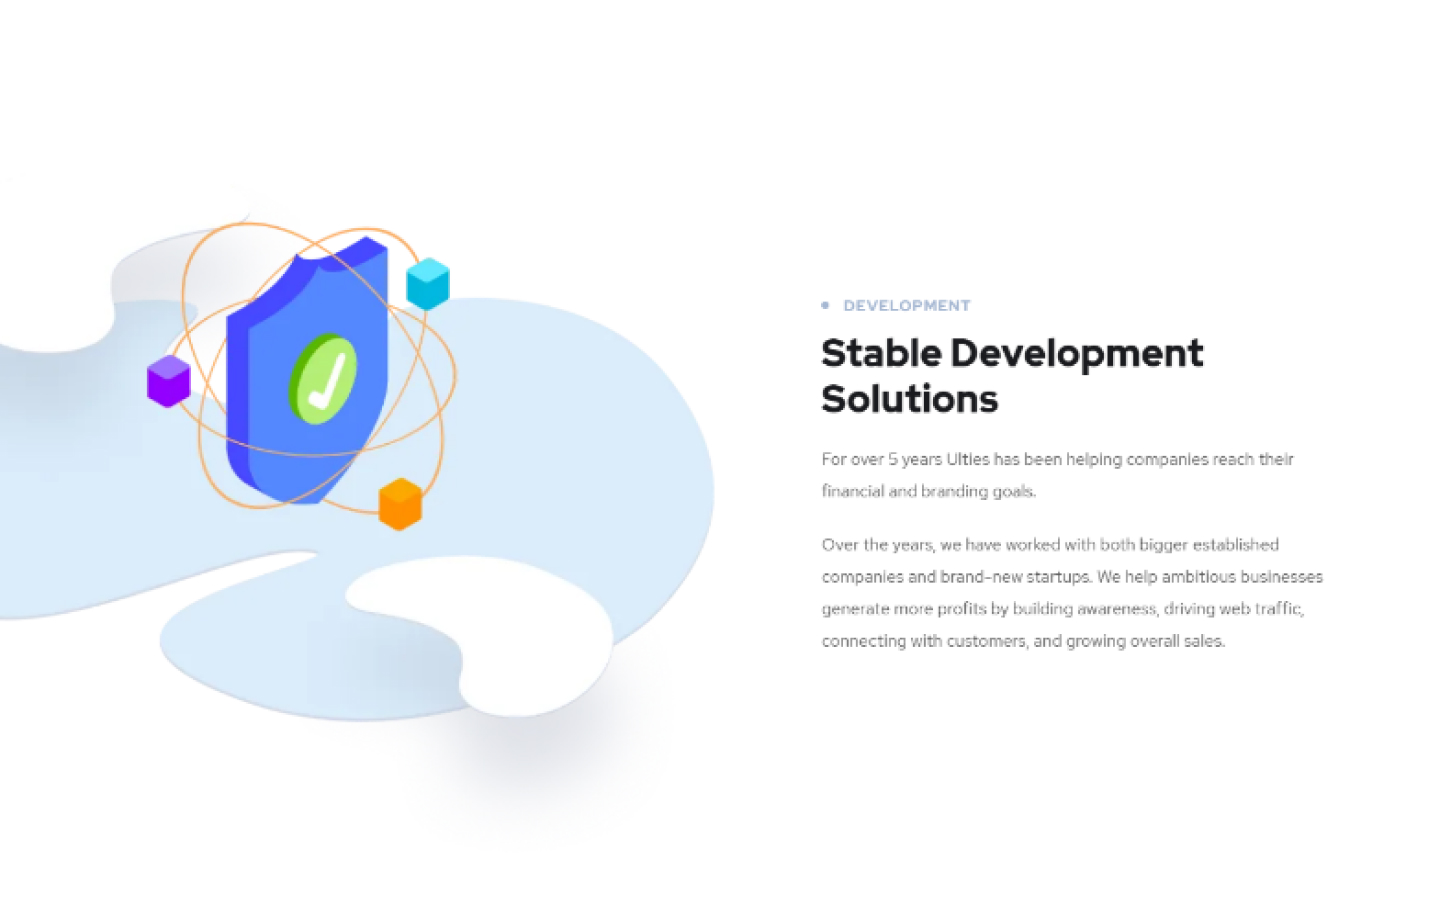 DEVELOPMENT
Stable Development
Solutions
For over 5 years Ulties has been helping companies reach their
financial and branding goals.
Over the years, we have worked with both bigger established
companies and brand-new startups. We help ambitious businesses
generate more profits by building awareness, driving web traffic,
connecting with customers, and growing overall sales.